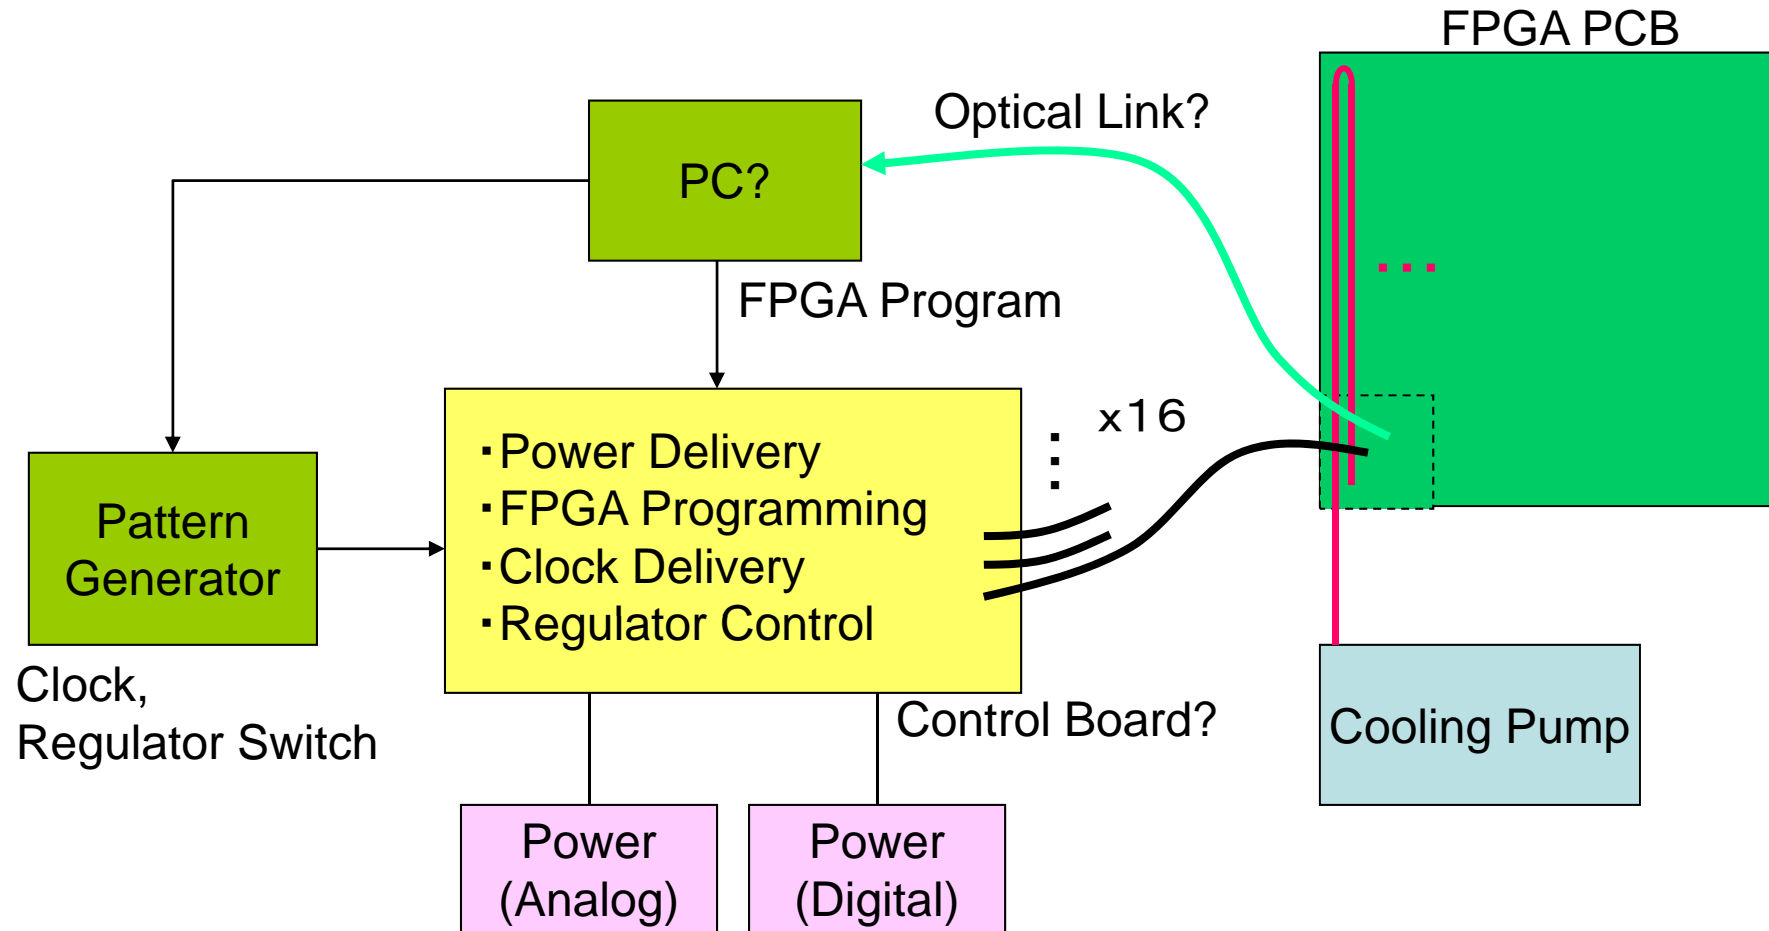 FPGA PCB
Optical Link?
PC?
FPGA Program
x16
・Power Delivery
・FPGA Programming
・Clock Delivery
・Regulator Control
Pattern
Generator
Clock,
Regulator Switch
Control Board?
Cooling Pump
Power
(Analog)
Power
(Digital)